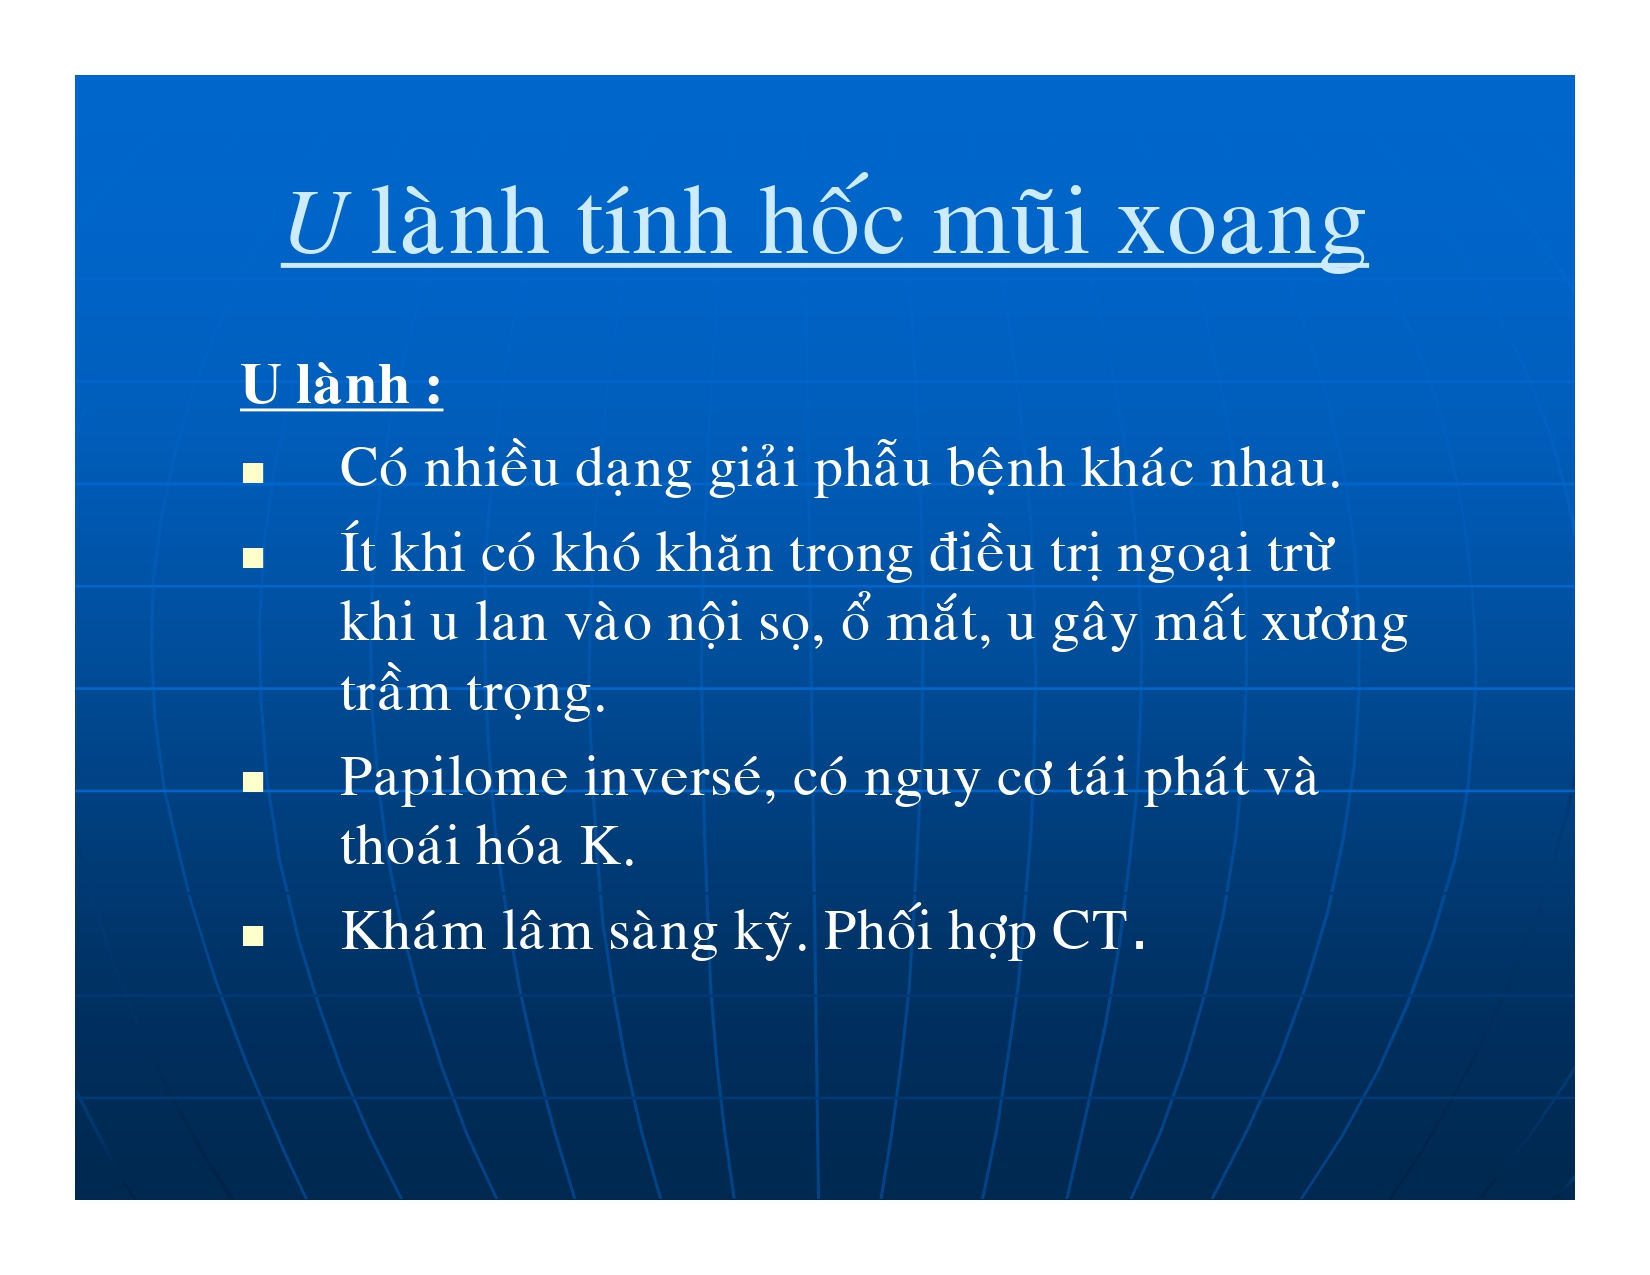 U lành tính hốc mũi xoang
U lành :
Có nhiều dạng giải phẫu bệnh khác nhau.
Ít khi có khó khăn trong điều trị ngoại trừ
khi u lan vào nội sọ, ổ mắt, u gây mất xương
trầm trọng.
Papilome inversé, có nguy cơ tái phát và
thoái hóa K.
Khám lâm sàng kỹ. Phối hợp CT.